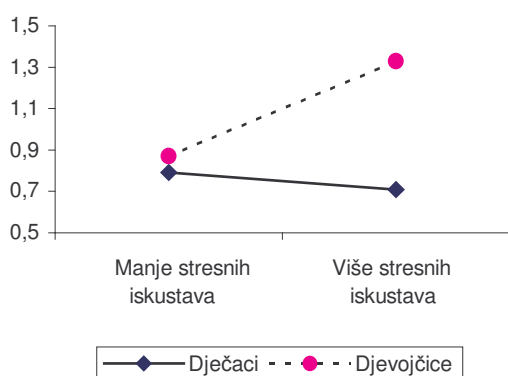 1,5
1,3
1,1
0,9
0,7
0,5
Manje stresnih
iskustava
Više stresnih
iskustava
Dječaci
Djevojčice